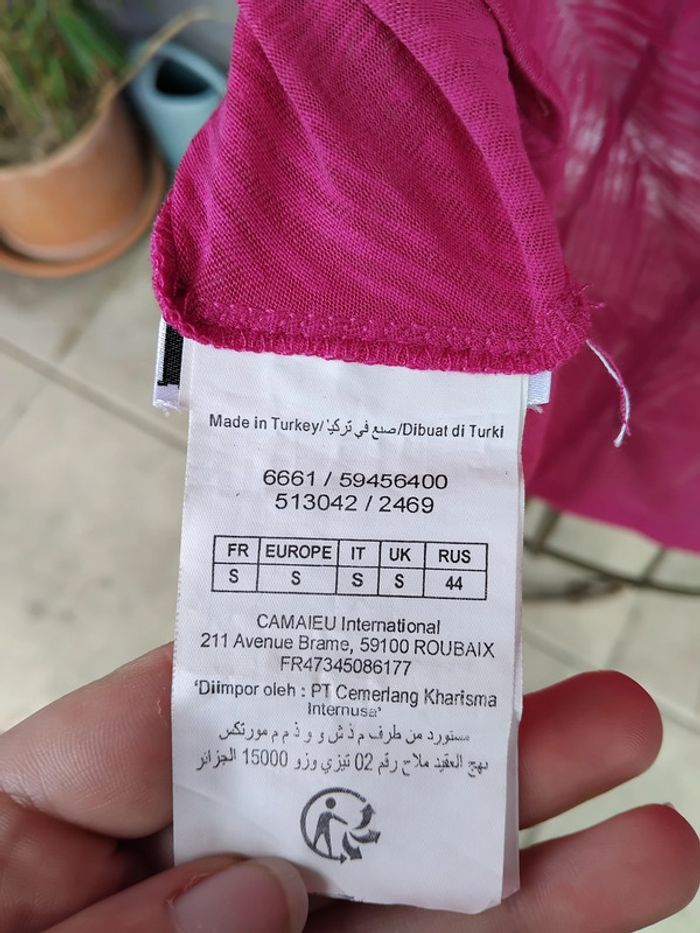 Made in Turkey/صنع في تركيا/Dibuat di Turki
6661 / 59456400
513042 / 2469
FR EUROPE IT UK RUS
S S S S 44
CAMAIEU International
211 Avenue Brame, 59100 ROUBAIX
FR47345086177
'Diimpor oleh : PT Cemerlang Kharisma
Internusa'
مستورد من طرف م ذ ش و و ذ م م مورتكس
نهج العقيد ملاح رقم 02 تيزي وزو 15000 الجزائر